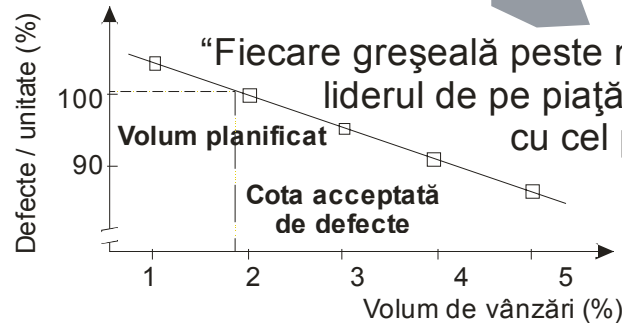 Defecte / unitate (%)
“Fiecare greşeală peste
liderul de pe piaţă
cu cel
100
Volum planificat
90
Cota acceptată
de defecte
1 2 3 4 5
Volum de vânzări (%)